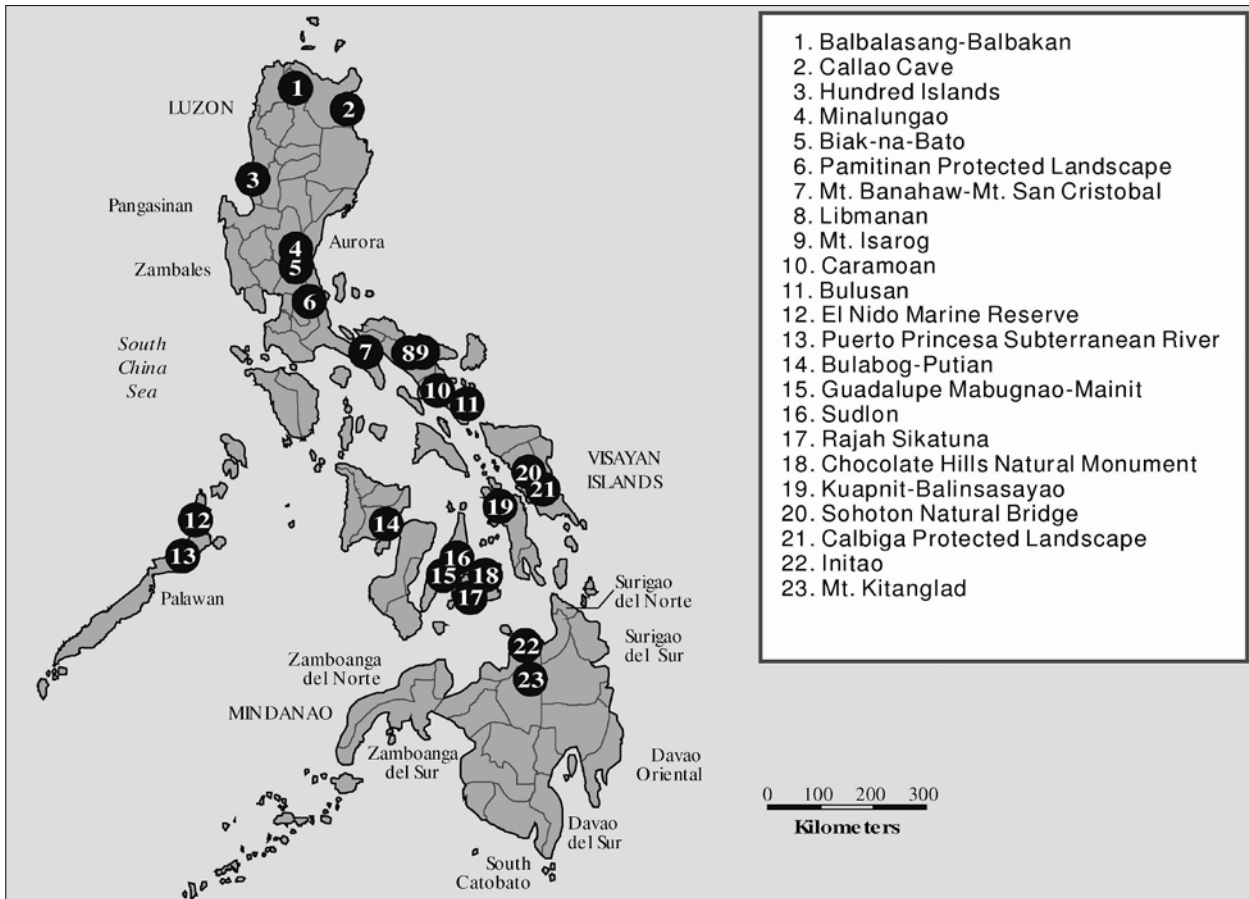 1
LUZON
2
3
Pangasinan
4
Aurora
5
Zambales
6
South
China
Sea
7
8
9
10
11
VISAYAN
ISLANDS
20
21
19
12
14
13
16
15
18
17
Palawan
Surigao
del Norte
22
Surigao
del Sur
Zamboanga
del Norte
23
MINDANAO
Zamboanga
del Sur
Davao
Oriental
Davao
del Sur
South
Catobato
1. Balbalasang-Balbakan
2. Callao Cave
3. Hundred Islands
4. Minalungao
5. Biak-na-Bato
6. Pamitinan Protected Landscape
7. Mt. Banahaw-Mt. San Cristobal
8. Libmanan
9. Mt. Isarog
10. Caramoan
11. Bulusan
12. El Nido Marine Reserve
13. Puerto Princesa Subterranean River
14. Bulabog-Putian
15. Guadalupe Mabugnao-Mainit
16. Sudlon
17. Rajah Sikatuna
18. Chocolate Hills Natural Monument
19. Kuapnit-Balinsasayao
20. Sohoton Natural Bridge
21. Calbiga Protected Landscape
22. Initao
23. Mt. Kitanglad
0 100 200 300
Kilometers